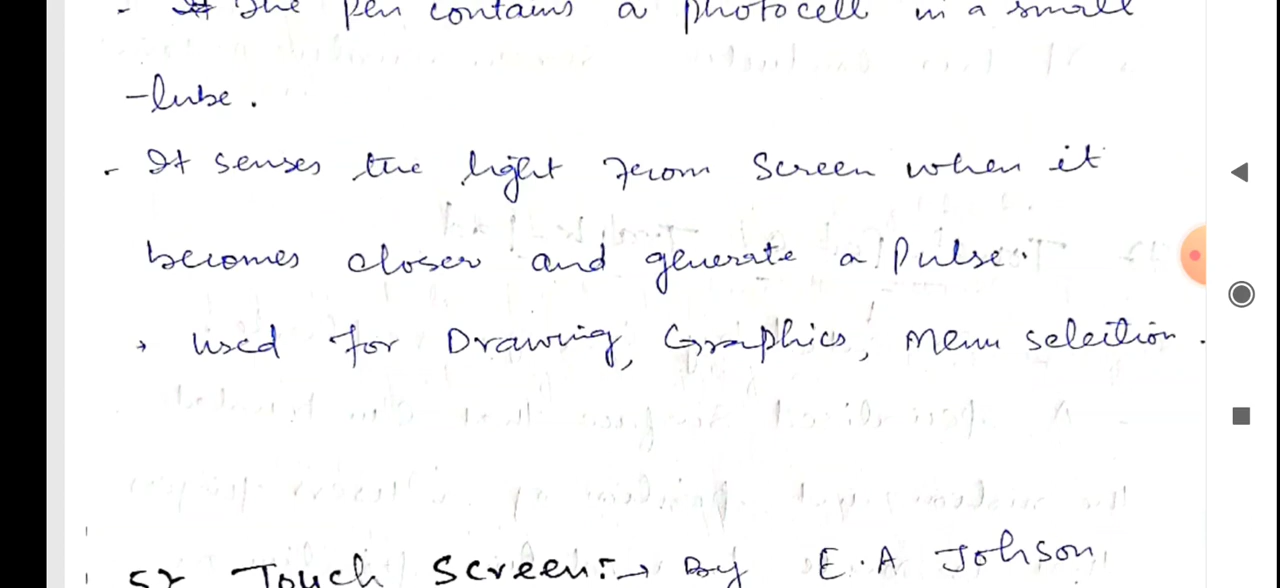 - The pen contains a photocell in a small
-tube.
- It senses the light from Screen when it
becomes closer and generate a Pulse.
→ used for Drawing, Graphics, Menu selection.
5) Touch Screen:→ By E.A Johson